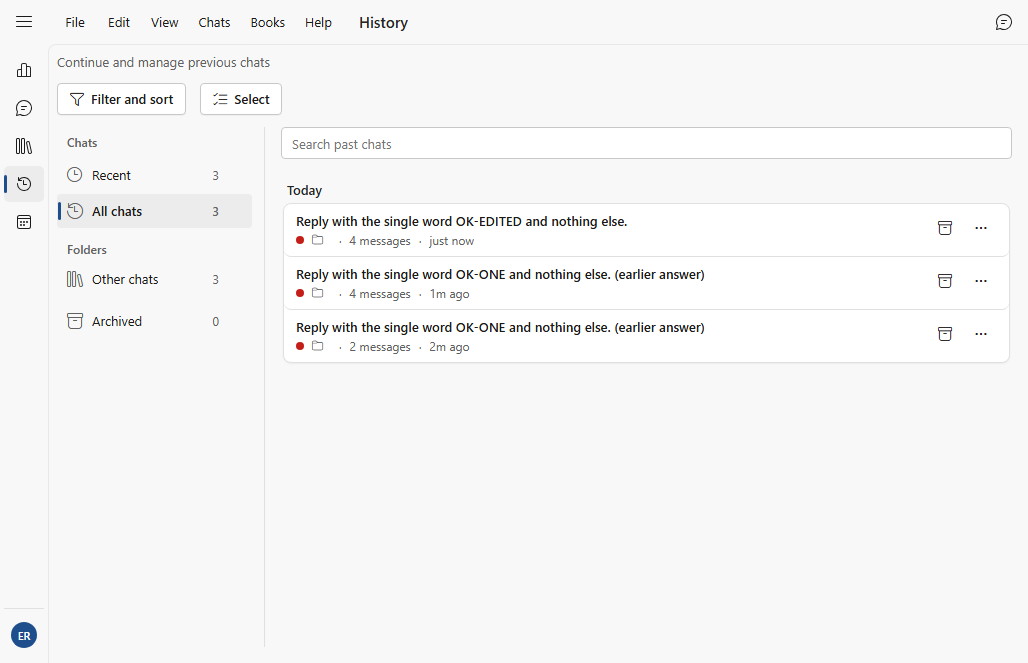 File Edit View Chats Books Help History
Continue and manage previous chats
Filter and sort Select
Chats
Recent 3
All chats 3
Folders
Other chats 3
Archived 0
Search past chats
Today
Reply with the single word OK-EDITED and nothing else.
· 4 messages · just now
Reply with the single word OK-ONE and nothing else. (earlier answer)
· 4 messages · 1m ago
Reply with the single word OK-ONE and nothing else. (earlier answer)
· 2 messages · 2m ago
ER